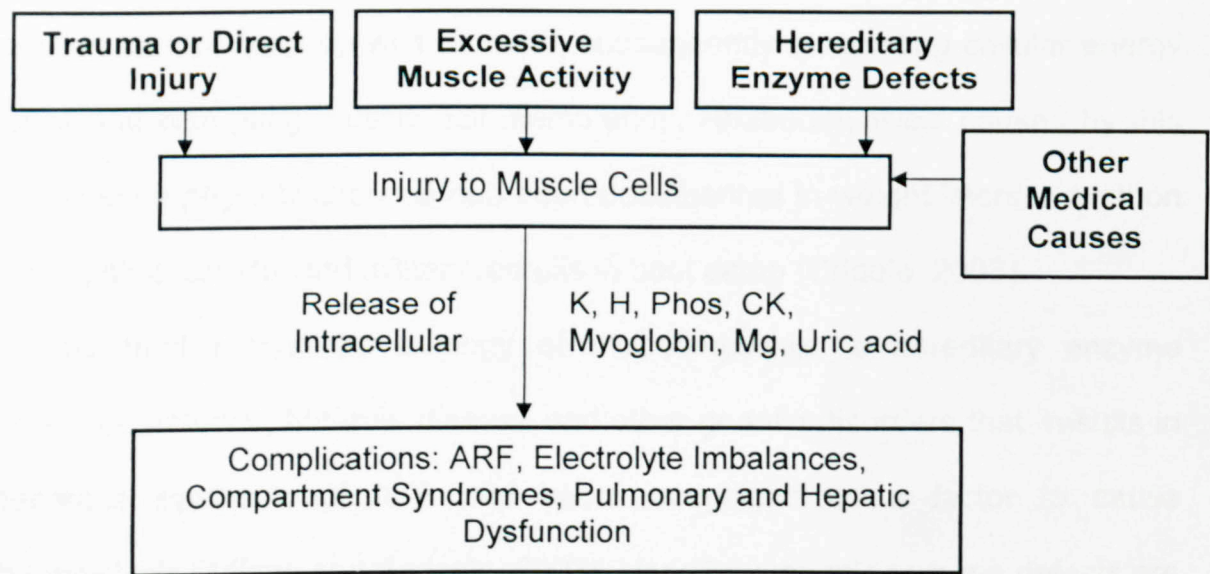 Trauma or Direct
Injury
Excessive
Muscle Activity
Hereditary
Enzyme Defects
Injury to Muscle Cells
Other
Medical
Causes
Release of
Intracellular
K, H, Phos, CK,
Myoglobin, Mg, Uric acid
Complications: ARF, Electrolyte Imbalances,
Compartment Syndromes, Pulmonary and Hepatic
Dysfunction